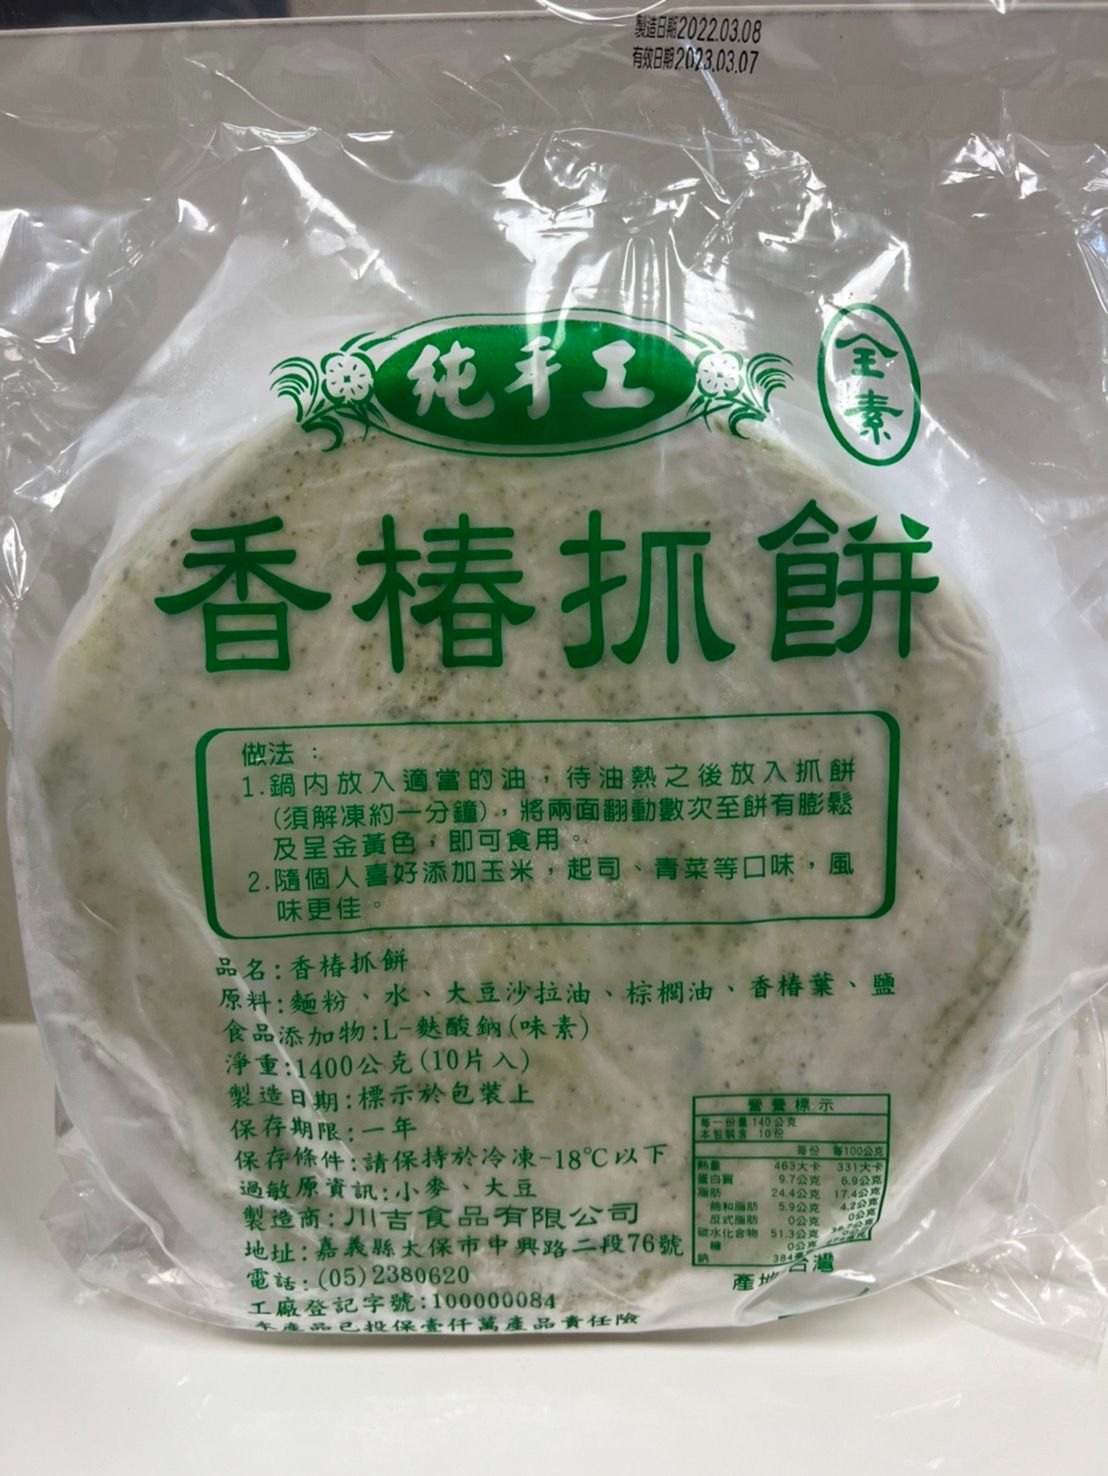 製造日期2022.03.08
有效日期2023.03.07
純手工
全素
香椿抓餅
做法：
1.鍋內放入適當的油，待油熱之後放入抓餅
(須解凍約一分鐘)，將兩面翻動數次至餅有膨鬆
及呈金黃色，即可食用。
2.隨個人喜好添加玉米，起司、青菜等口味，風
味更佳。
品名:香椿抓餅
原料:麵粉、水、大豆沙拉油、棕櫚油、香椿葉、鹽
食品添加物:L-麩酸鈉(味素)
淨重:1400公克(10片入)
製造日期:標示於包裝上
保存期限:一年
保存條件:請保持於冷凍-18℃以下
過敏原資訊:小麥、大豆
製造商:川吉食品有限公司
地址:嘉義縣太保市中興路二段76號
電話:(05)2380620
工廠登記字號:100000084
本產品已投保壹仟萬產品責任險
營養標示
每一份量 140公克
本包裝含 10份
每份 每100公克
熱量 463大卡 331大卡
蛋白質 9.7公克 6.9公克
脂肪 24.4公克 17.4公克
飽和脂肪 5.9公克 4.2公克
反式脂肪 0公克 0公克
碳水化合物 51.3公克
糖 0公克
鈉 384
產地 台灣